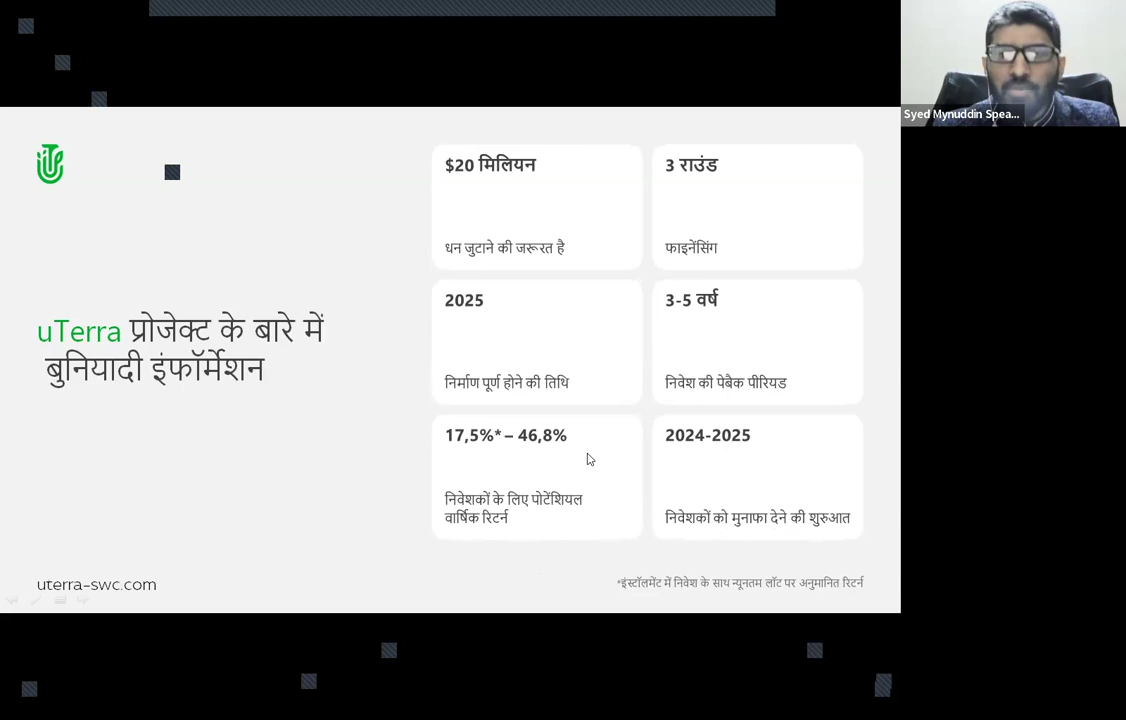 Syed Mynuddin Spea...
$20 मिलियन
धन जुटाने की जरूरत है
3 राउंड
फाइनेंसिंग
uTerra प्रोजेक्ट के बारे में
बुनियादी इंफॉर्मेशन
2025
निर्माण पूर्ण होने की तिथि
3-5 वर्ष
निवेश की पेबैक पीरियड
17,5%* – 46,8%
निवेशकों के लिए पोटेंशियल
वार्षिक रिटर्न
2024-2025
निवेशकों को मुनाफा देने की शुरुआत
uterra-swc.com
*इंस्टॉलमेंट में निवेश के साथ न्यूनतम लॉट पर अनुमानित रिटर्न